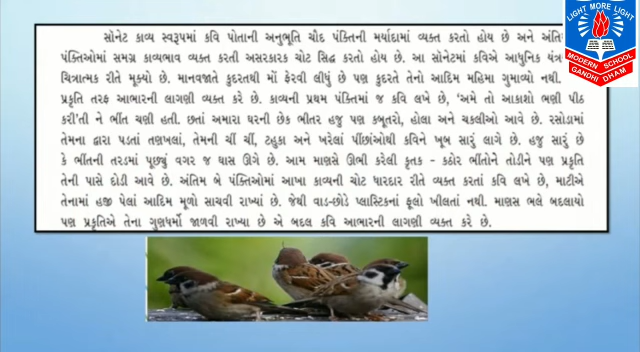 LIGHT MORE LIGHT
MODERN SCHOOL
GANDHI DHAM
સોનેટ કાવ્ય સ્વરૂપમાં કવિ પોતાની અનુભૂતિ ચૌદ પંક્તિની મર્યાદામાં વ્યક્ત કરતો હોય છે અને અંતિ
પંક્તિઓમાં સમગ્ર કાવ્યભાવ વ્યક્ત કરતી અસરકારક ચોટ સિદ્ધ કરતો હોય છે. આ સોનેટમાં કવિએ આધુનિક યંત્ર
ચિત્રાત્મક રીતે મૂક્યો છે. માનવજાતે કુદરતથી મોં ફેરવી લીધું છે પણ કુદરતે તેનો આદિમ મહિમા ગુમાવ્યો નથી.
પ્રકૃતિ તરફ આભારની લાગણી વ્યક્ત કરે છે. કાવ્યની પ્રથમ પંક્તિમાં જ કવિ લખે છે, ‘અમે તો આકાશો ભણી પીઠ
કરી’તી ને ભીંત ચણી હતી. છતાં અમારા ઘરની છેક ભીતર હજુ પણ કબૂતરો, હોલા અને ચકલીઓ આવે છે. રસોડામાં
તેમના દ્વારા પડતાં તણખલાં, તેમની ચીં ચીં, ટહુકા અને ખરેલાં પીંછાંઓથી કવિને ખૂબ સારું લાગે છે. હજુ સારું છે
કે ભીંતની તરડમાં પૂછ્યું વગર જ ઘાસ ઊગે છે. આમ માણસે ઊભી કરેલી કૃતક - કઠોર ભીંતોને તોડીને પણ પ્રકૃતિ
તેની પાસે દોડી આવે છે. અંતિમ બે પંક્તિઓમાં આખા કાવ્યની ચોટ ધારદાર રીતે વ્યક્ત કરતાં કવિ લખે છે, માટીએ
તેનામાં હજી પેલાં આદિમ મૂળો સાચવી રાખ્યાં છે. જેથી વાડ-છોડે પ્લાસ્ટિકનાં ફૂલો ખીલતાં નથી. માણસ ભલે બદલાયો
પણ પ્રકૃતિએ તેના ગુણધર્મો જાળવી રાખ્યા છે એ બદલ કવિ આભારની લાગણી વ્યક્ત કરે છે.